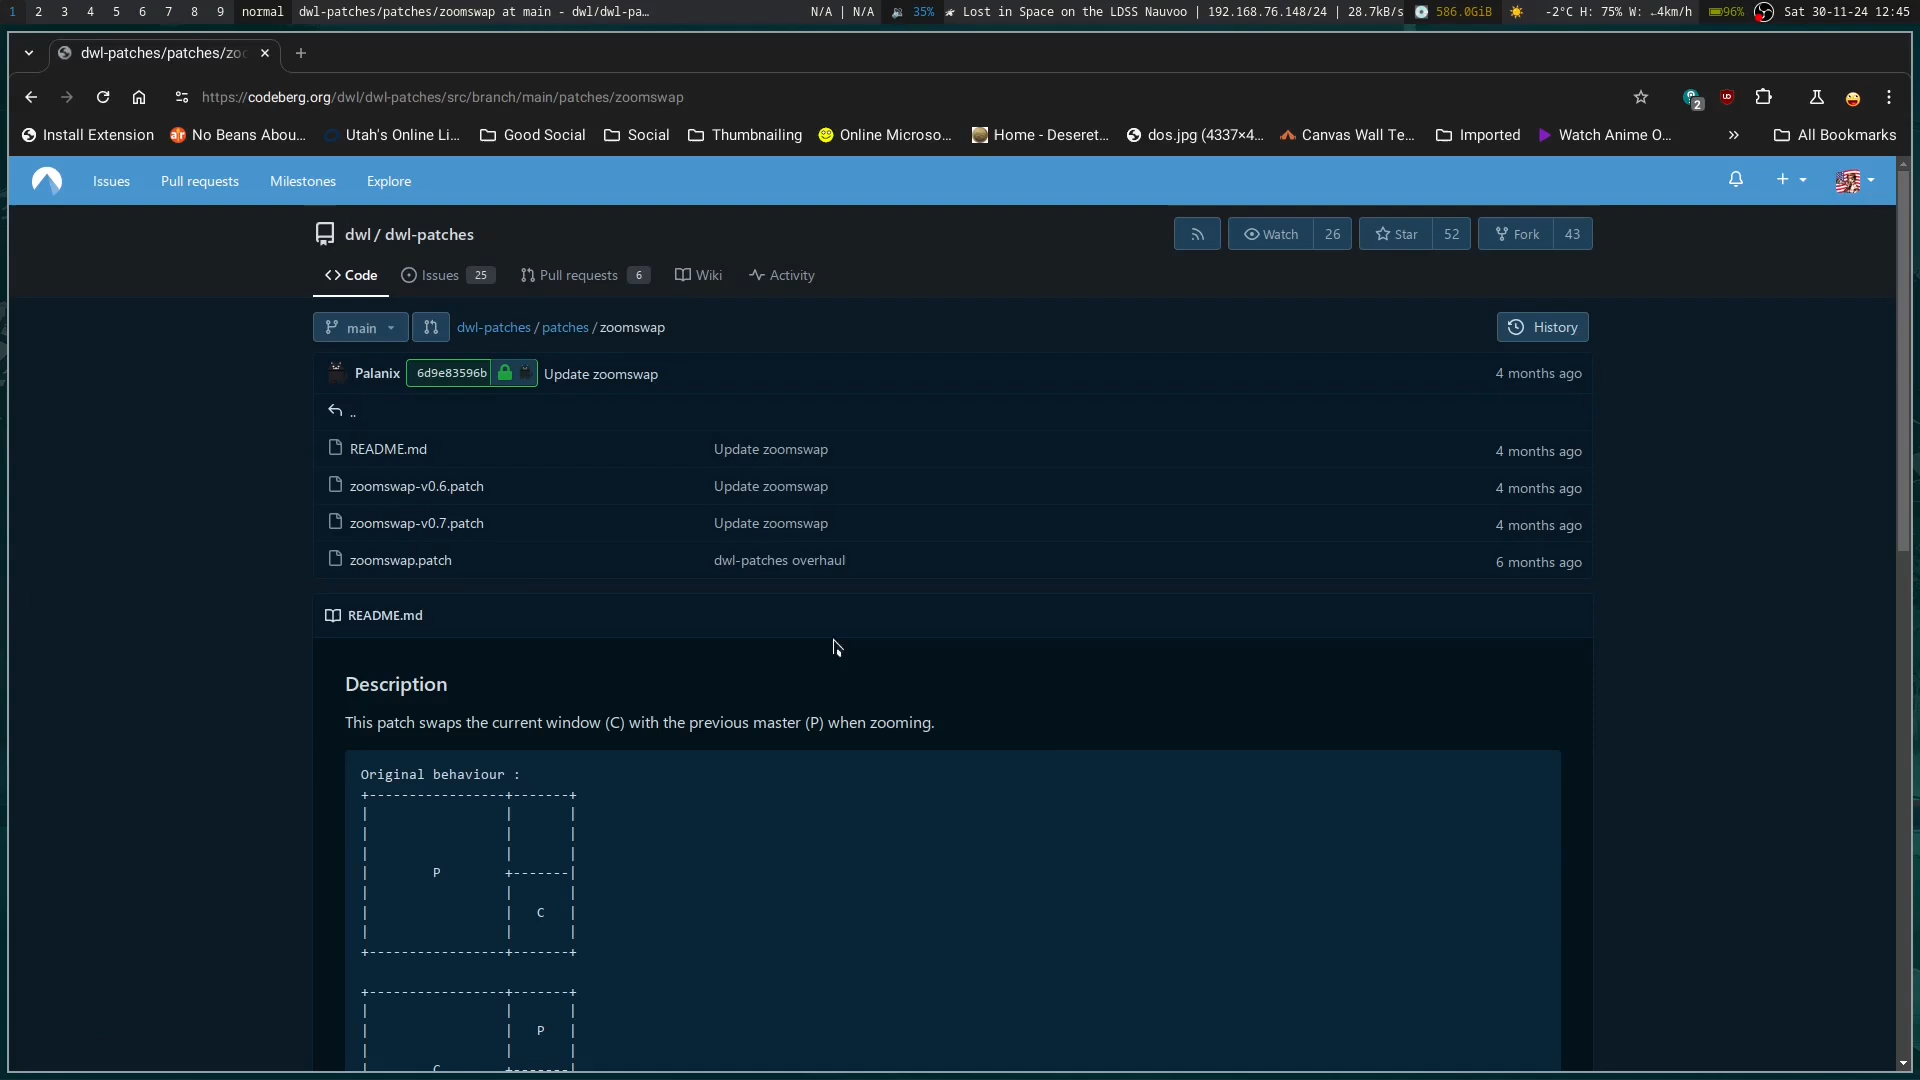 1 2 3 4 5 6 7 8 9 normal dwl-patches/patches/zoomswap at main - dwl/dwl-pa… N/A | N/A 35% Lost in Space on the LDSS Nauvoo | 192.168.76.148/24 | 28.7kB/s 586.0GiB -2°C H: 75% W: ←4km/h 96% Sat 30-11-24 12:45
dwl-patches/patches/zoo
https://codeberg.org/dwl/dwl-patches/src/branch/main/patches/zoomswap 2
Install Extension No Beans Abou... Utah's Online Li... Good Social Social Thumbnailing Online Microso... Home - Deseret... dos.jpg (4337×4... Canvas Wall Te... Imported Watch Anime O... » All Bookmarks
Issues Pull requests Milestones Explore
dwl / dwl-patches Watch 26 Star 52 Fork 43
Code Issues 25 Pull requests 6 Wiki Activity
main dwl-patches / patches / zoomswap History
Palanix 6d9e83596b Update zoomswap 4 months ago
..
README.md Update zoomswap 4 months ago
zoomswap-v0.6.patch Update zoomswap 4 months ago
zoomswap-v0.7.patch Update zoomswap 4 months ago
zoomswap.patch dwl-patches overhaul 6 months ago
README.md
Description
This patch swaps the current window (C) with the previous master (P) when zooming.
Original behaviour :
+-----------------+-------+
|                 |       |
|                 |       |
|                 |       |
|        P        +-------|
|                 |       |
|                 |   C   |
|                 |       |
+-----------------+-------+
+-----------------+-------+
|                 |       |
|                 |   P   |
|                 |       |
|        C        +-------|